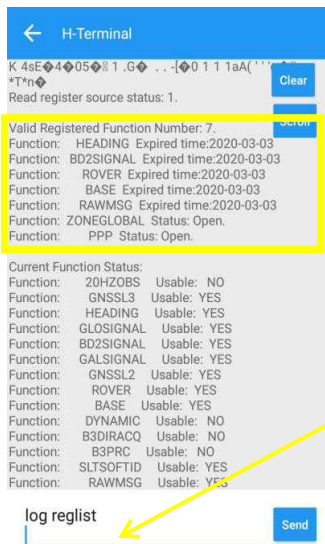 H-Terminal
K 4sE�4�05�
*T*n�
Clear
Read register source status: 1.
Scroll
Valid Registered Function Number: 7.
Function: HEADING Expired time:2020-03-03
Function: BD2SIGNAL Expired time:2020-03-03
Function: ROVER Expired time:2020-03-03
Function: BASE Expired time:2020-03-03
Function: RAWMSG Expired time:2020-03-03
Function: ZONEGLOBAL Status: Open.
Function: PPP Status: Open.
Current Function Status:
Function: 20HZOBS Usable: NO
Function: GNSSL3 Usable: YES
Function: HEADING Usable: YES
Function: GLOSIGNAL Usable: YES
Function: BD2SIGNAL Usable: YES
Function: GALSIGNAL Usable: YES
Function: GNSSL2 Usable: YES
Function: ROVER Usable: YES
Function: BASE Usable: YES
Function: DYNAMIC Usable: NO
Function: B3DIRACQ Usable: NO
Function: B3PRC Usable: NO
Function: SLTSOFTID Usable: YES
Function: RAWMSG Usable: YES
log reglist
Send